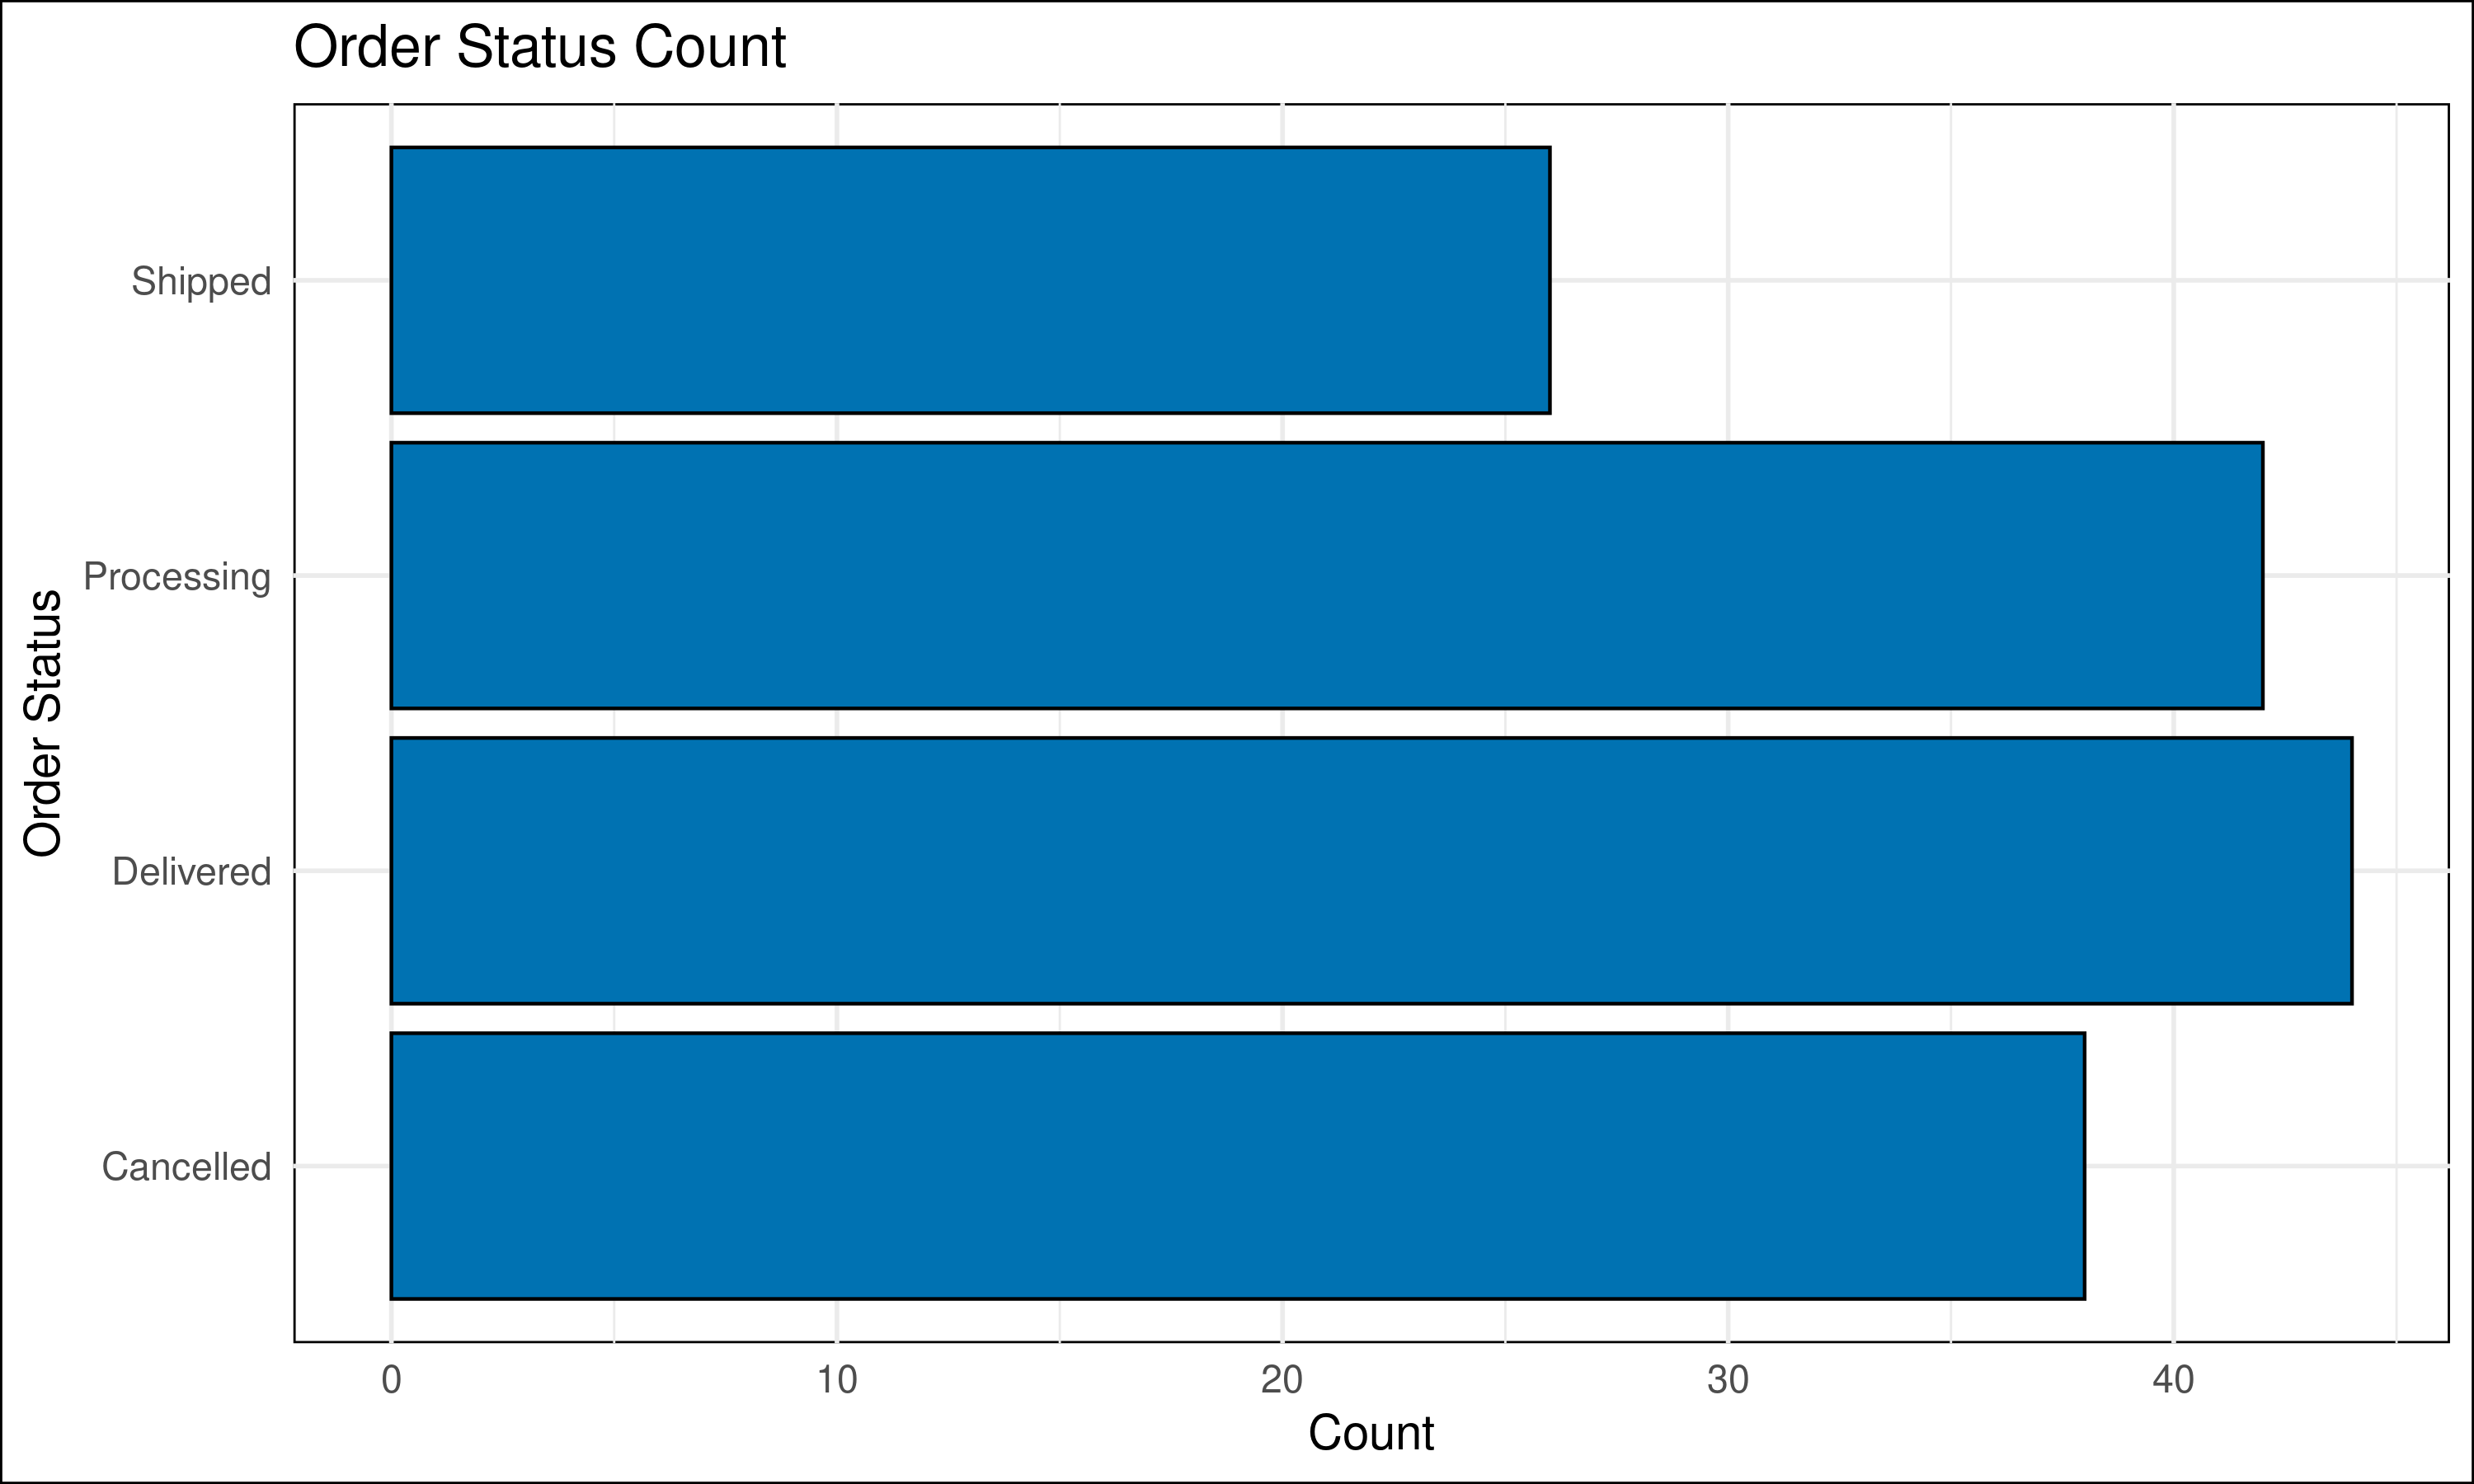 Order Status Count
Order Status
Shipped
Processing
Delivered
Cancelled
0 10 20 30 40
Count